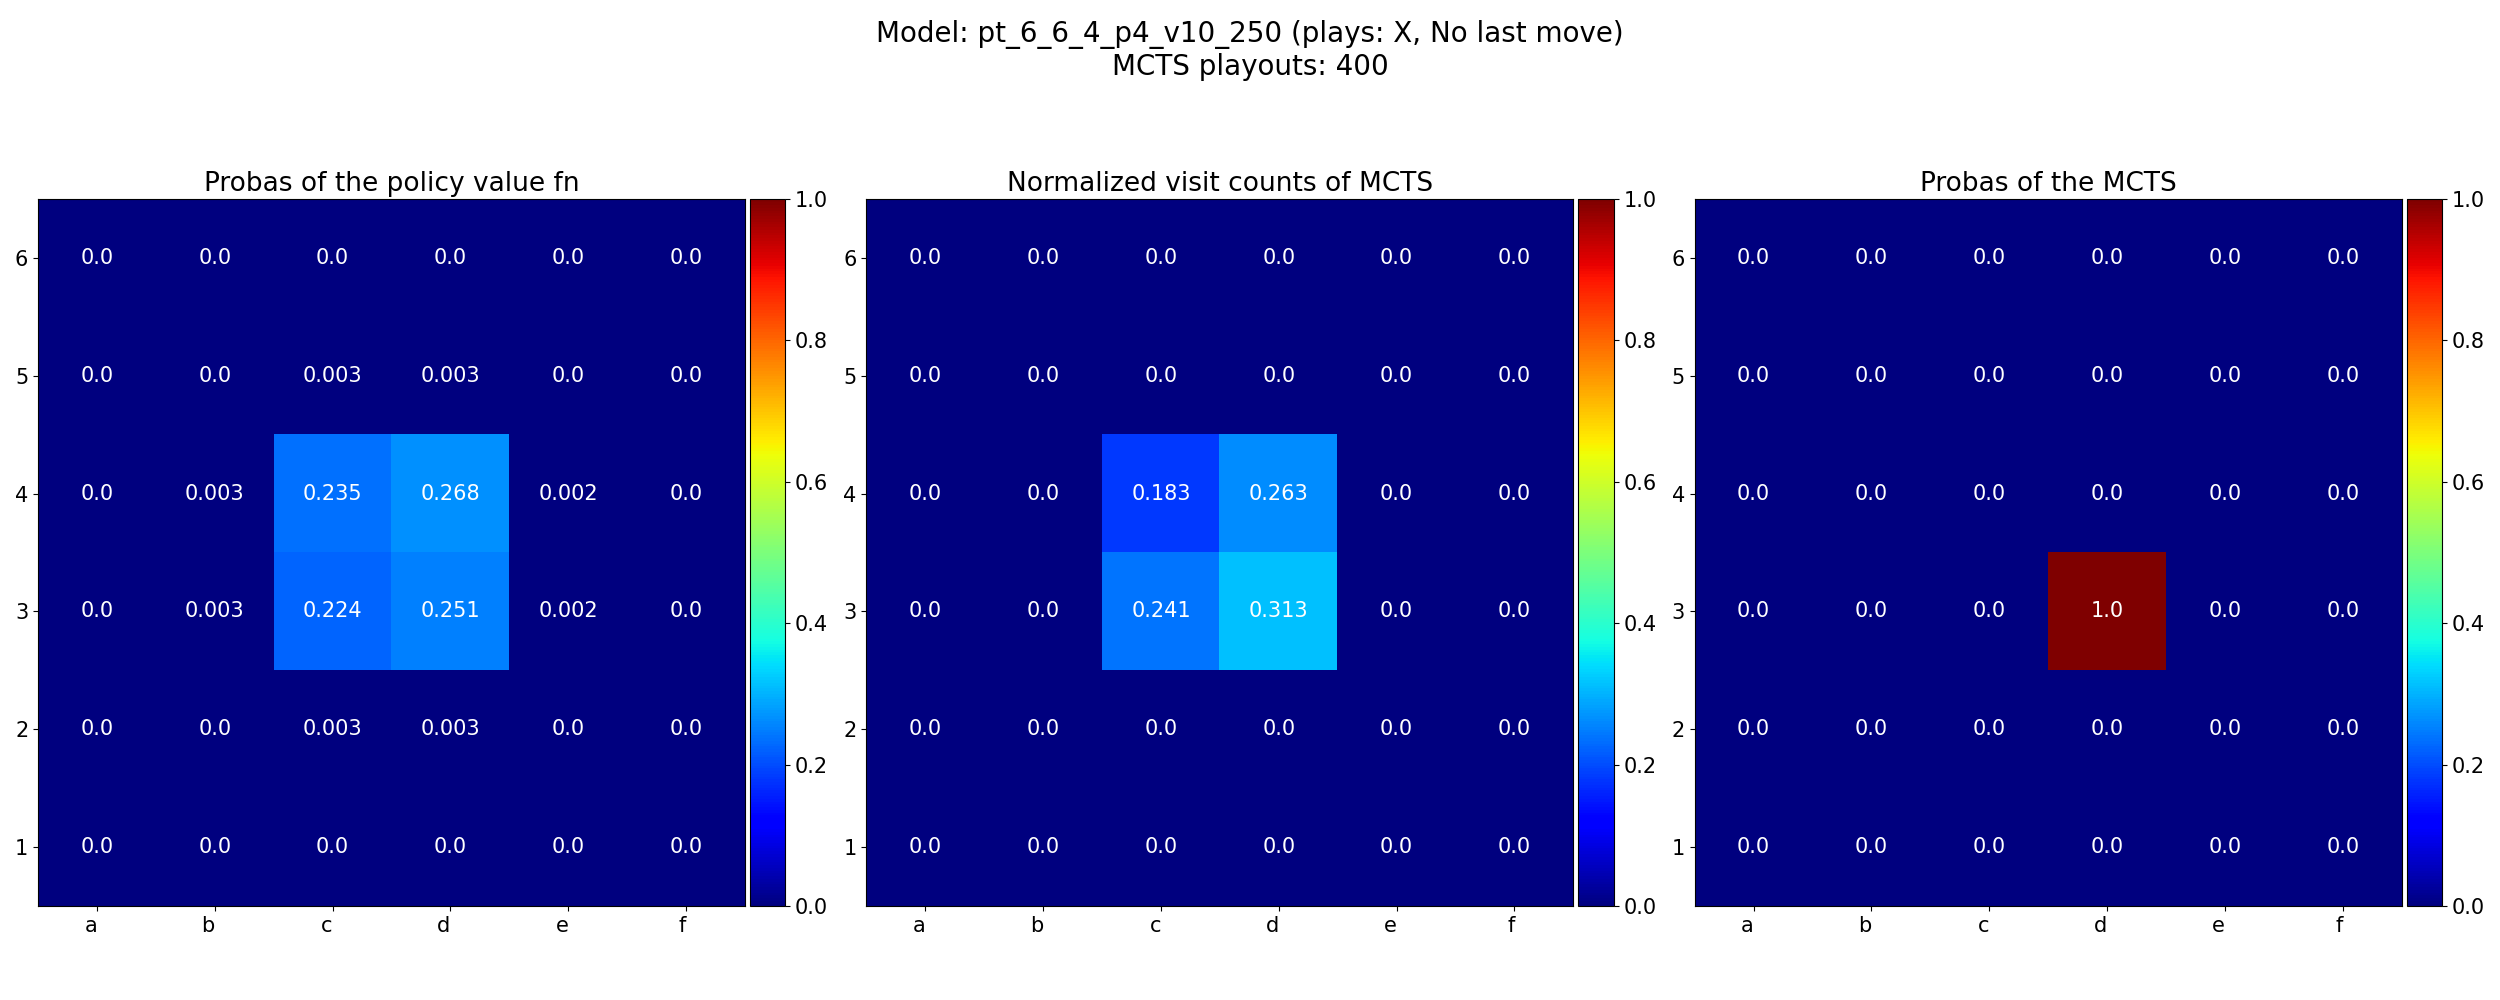 Model: pt_6_6_4_p4_v10_250 (plays: X, No last move)
MCTS playouts: 400
Probas of the policy value fn
1.0
6 0.0 0.0 0.0 0.0 0.0 0.0
5 0.0 0.0 0.003 0.003 0.0 0.0
0.8
4 0.0 0.003 0.235 0.268 0.002 0.0
0.6
3 0.0 0.003 0.224 0.251 0.002 0.0
0.4
2 0.0 0.0 0.003 0.003 0.0 0.0
0.2
1 0.0 0.0 0.0 0.0 0.0 0.0
0.0
a b c d e f
Normalized visit counts of MCTS
1.0
6 0.0 0.0 0.0 0.0 0.0 0.0
5 0.0 0.0 0.0 0.0 0.0 0.0
0.8
4 0.0 0.0 0.183 0.263 0.0 0.0
0.6
3 0.0 0.0 0.241 0.313 0.0 0.0
0.4
2 0.0 0.0 0.0 0.0 0.0 0.0
0.2
1 0.0 0.0 0.0 0.0 0.0 0.0
0.0
a b c d e f
Probas of the MCTS
1.0
6 0.0 0.0 0.0 0.0 0.0 0.0
5 0.0 0.0 0.0 0.0 0.0 0.0
0.8
4 0.0 0.0 0.0 0.0 0.0 0.0
0.6
3 0.0 0.0 0.0 1.0 0.0 0.0
0.4
2 0.0 0.0 0.0 0.0 0.0 0.0
0.2
1 0.0 0.0 0.0 0.0 0.0 0.0
0.0
a b c d e f